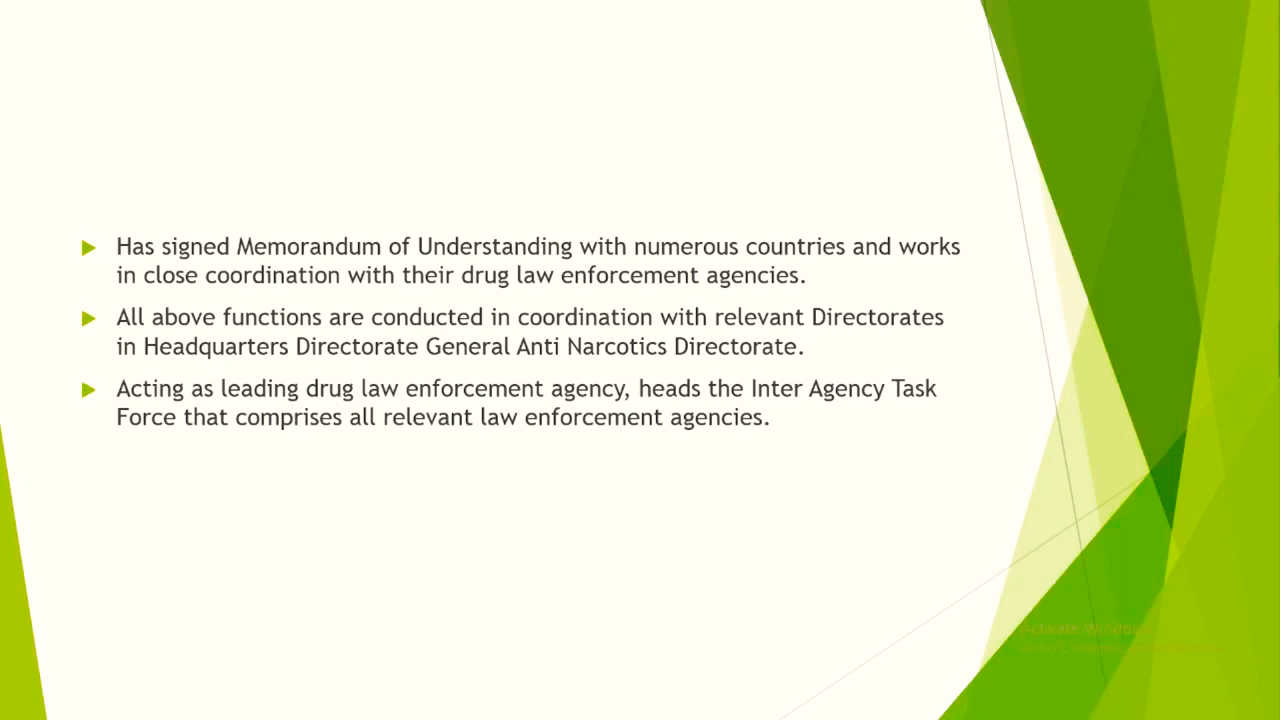 Has signed Memorandum of Understanding with numerous countries and works
in close coordination with their drug law enforcement agencies.
All above functions are conducted in coordination with relevant Directorates
in Headquarters Directorate General Anti Narcotics Directorate.
Acting as leading drug law enforcement agency, heads the Inter Agency Task
Force that comprises all relevant law enforcement agencies.
Activate Windows